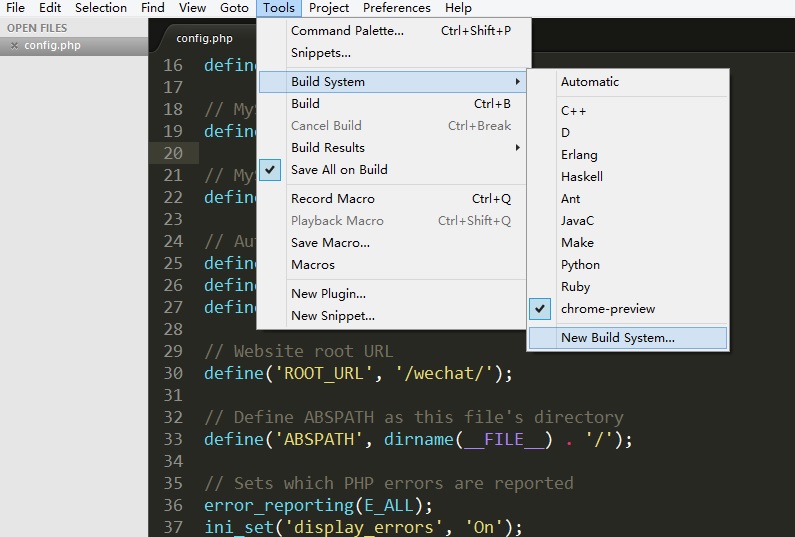 File Edit Selection Find View Goto Tools Project Preferences Help
OPEN FILES
× config.php
config.php
Command Palette... Ctrl+Shift+P
Snippets...
Build System
Build Ctrl+B
Cancel Build Ctrl+Break
Build Results
Save All on Build
Record Macro Ctrl+Q
Playback Macro Ctrl+Shift+Q
Save Macro...
Macros
New Plugin...
New Snippet...
Automatic
C++
D
Erlang
Haskell
Ant
JavaC
Make
Python
Ruby
chrome-preview
New Build System...
16 define
17
18 // MyS
19 define
20
21 // MyS
22 define
23
24 // Au
25 define
26 define
27 define
28
29 // Website root URL
30 define('ROOT_URL', '/wechat/');
31
32 // Define ABSPATH as this file's directory
33 define('ABSPATH', dirname(__FILE__) . '/');
34
35 // Sets which PHP errors are reported
36 error_reporting(E_ALL);
37 ini_set('display_errors', 'On');